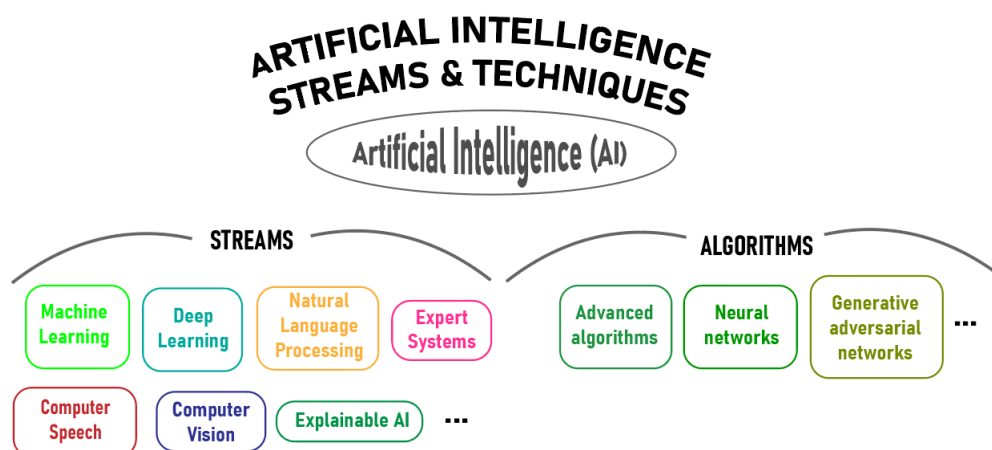 ARTIFICIAL INTELLIGENCE
STREAMS & TECHNIQUES
Artificial Intelligence (AI)
STREAMS
Machine
Learning
Deep
Learning
Natural
Language
Processing
Expert
Systems
Computer
Speech
Computer
Vision
Explainable AI
...
ALGORITHMS
Advanced
algorithms
Neural
networks
Generative
adversarial
networks
...